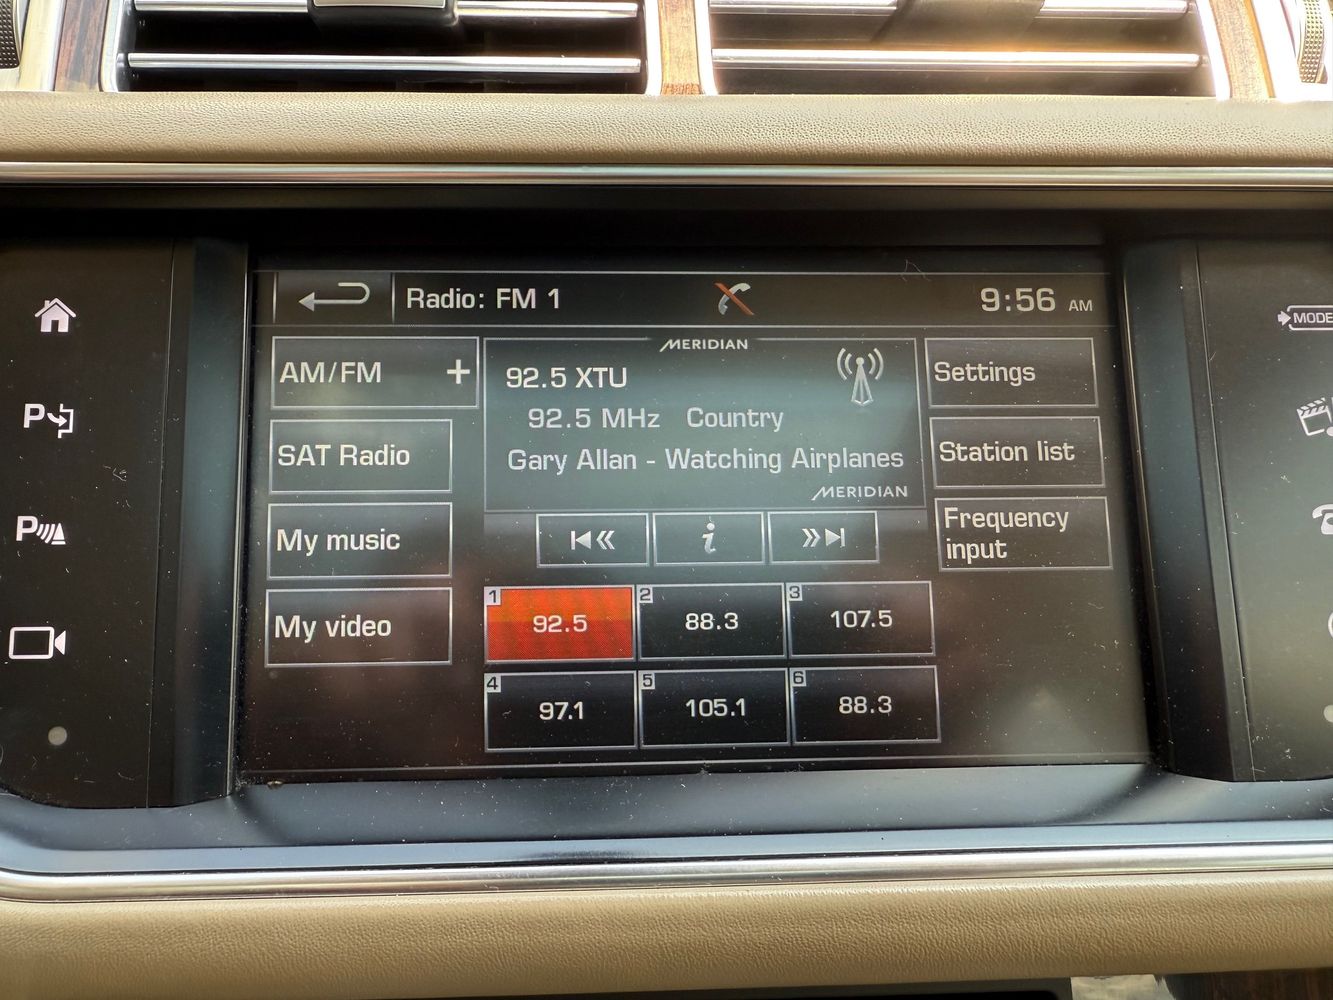 Radio: FM 1
9:56 AM
MODE
AM/FM +
SAT Radio
My music
My video
MERIDIAN
92.5 XTU
92.5 MHz Country
Gary Allan - Watching Airplanes
MERIDIAN
i
Settings
Station list
Frequency
input
1 92.5
2 88.3
3 107.5
4 97.1
5 105.1
6 88.3
P
P